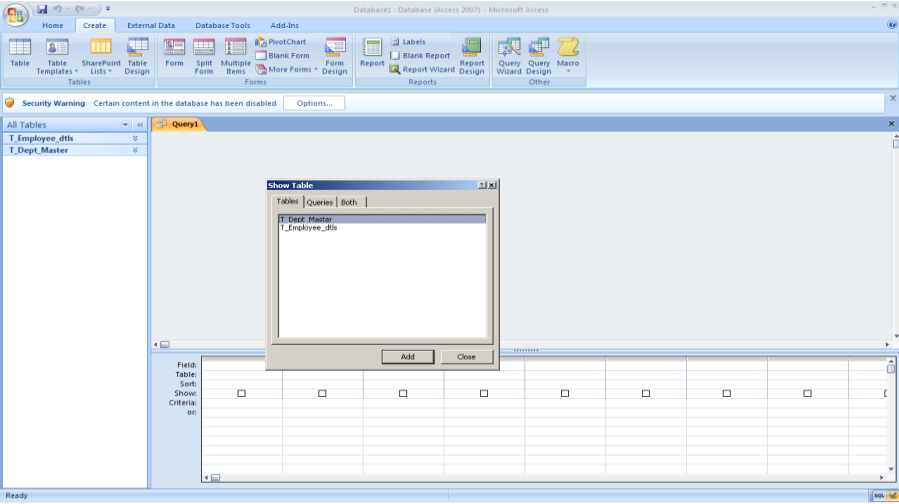 Database1 : Database (Access 2007) - Microsoft Access
Home Create External Data Database Tools Add-Ins
Table
Table Templates
SharePoint Lists
Table Design
Tables
Form
Split Form
Multiple Items
PivotChart
Blank Form
More Forms
Form Design
Forms
Report
Labels
Blank Report
Report Wizard
Report Design
Reports
Query Wizard
Query Design
Macro
Other
Security Warning Certain content in the database has been disabled Options...
All Tables
T_Employee_dtls
T_Dept_Master
Query1
Show Table
Tables Queries Both
T_Dept_Master
T_Employee_dtls
Add Close
Field:
Table:
Sort:
Show:
Criteria:
or:
Ready
SQL